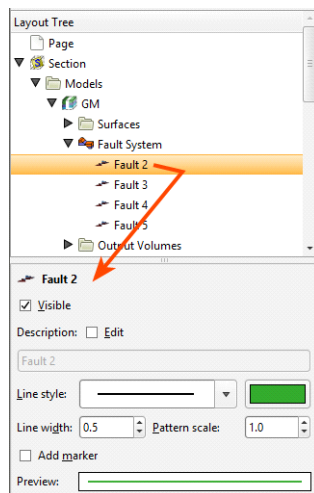 Layout Tree
Page
Section
Models
GM
Surfaces
Fault System
Fault 2
Fault 3
Fault 4
Fault 5
Output Volumes
Fault 2
Visible
Description: Edit
Fault 2
Line style:
Line width: 0.5 Pattern scale: 1.0
Add marker
Preview: